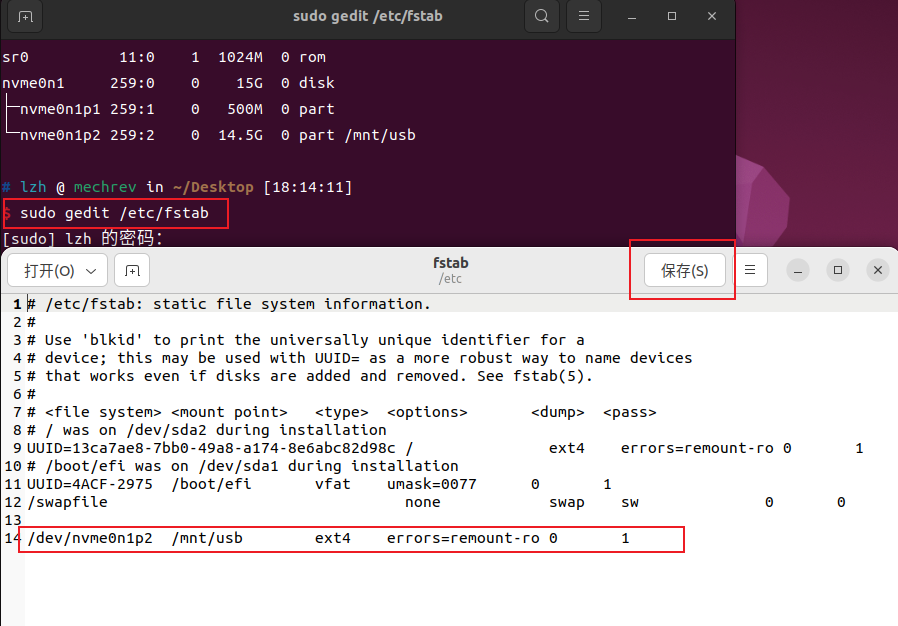 sudo gedit /etc/fstab
sr0 11:0 1 1024M 0 rom
nvme0n1 259:0 0 15G 0 disk
├─nvme0n1p1 259:1 0 500M 0 part
└─nvme0n1p2 259:2 0 14.5G 0 part /mnt/usb
# lzh @ mechrev in ~/Desktop [18:14:11]
$ sudo gedit /etc/fstab
[sudo] lzh 的密码：
打开(O)
fstab
/etc
保存(S)
1 # /etc/fstab: static file system information.
2 #
3 # Use 'blkid' to print the universally unique identifier for a
4 # device; this may be used with UUID= as a more robust way to name devices
5 # that works even if disks are added and removed. See fstab(5).
6 #
7 # <file system> <mount point> <type> <options> <dump> <pass>
8 # / was on /dev/sda2 during installation
9 UUID=13ca7ae8-7bb0-49a8-a174-8e6abc82d98c / ext4 errors=remount-ro 0 1
10 # /boot/efi was on /dev/sda1 during installation
11 UUID=4ACF-2975 /boot/efi vfat umask=0077 0 1
12 /swapfile none swap sw 0 0
13
14 /dev/nvme0n1p2 /mnt/usb ext4 errors=remount-ro 0 1